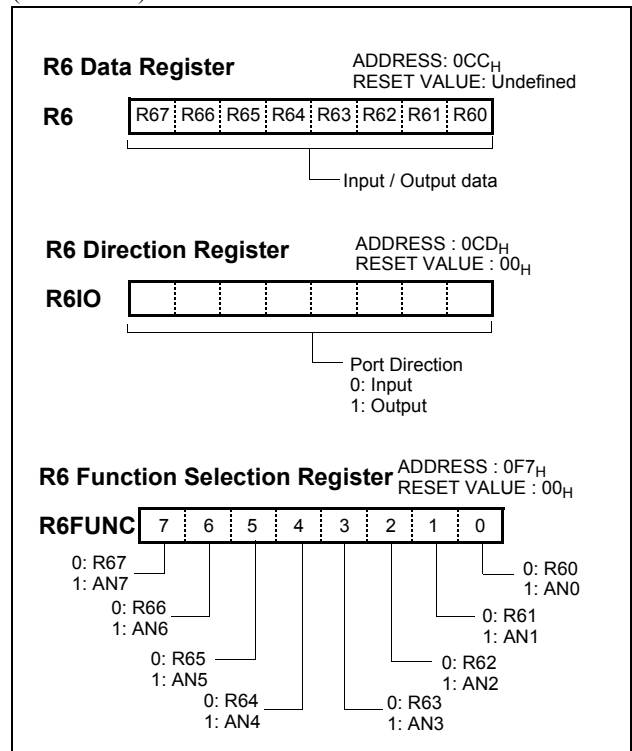 R6 Data Register
ADDRESS: 0CCH
RESET VALUE: Undefined
R6
R67 R66 R65 R64 R63 R62 R61 R60
Input / Output data
R6 Direction Register
ADDRESS : 0CDH
RESET VALUE : 00H
R6IO
Port Direction
0: Input
1: Output
R6 Function Selection Register
ADDRESS : 0F7H
RESET VALUE : 00H
R6FUNC
7 6 5 4 3 2 1 0
0: R67
1: AN7
0: R60
1: AN0
0: R66
1: AN6
0: R61
1: AN1
0: R65
1: AN5
0: R62
1: AN2
0: R64
1: AN4
0: R63
1: AN3